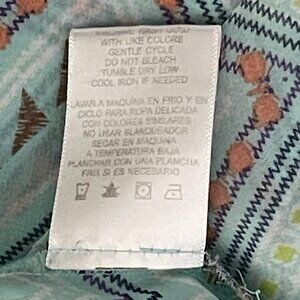 WITH LIKE COLORS
GENTLE CYCLE
DO NOT BLEACH
TUMBLE DRY LOW
COOL IRON IF NEEDED
LAVAR A MAQUINA EN FRIO Y EN
CICLO PARA ROPA DELICADA
CON COLORES SIMILARES
NO USAR BLANQUEADOR
SECAR EN MAQUINA
A TEMPERATURA BAJA
PLANCHAR CON UNA PLANCHA
FRIA SI ES NECESARIO